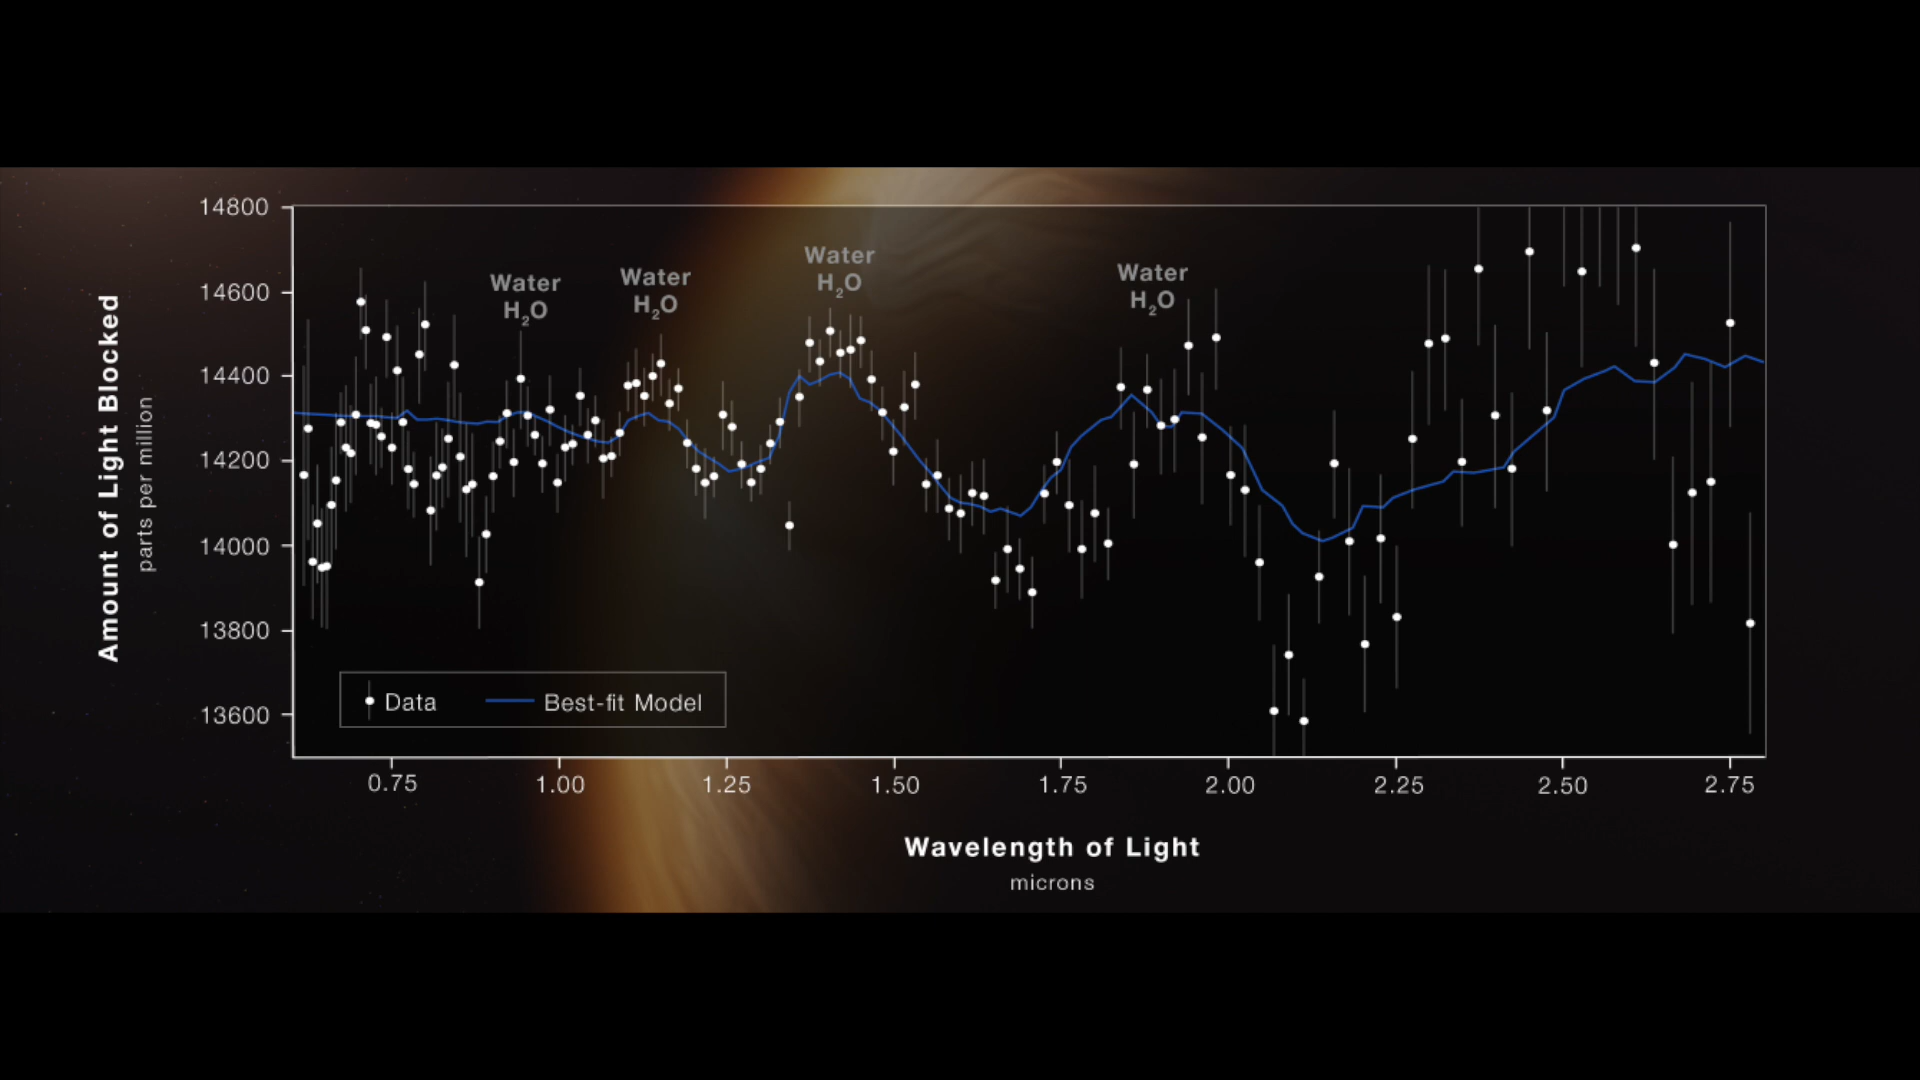 Amount of Light Blocked
parts per million
14800
14600
14400
14200
14000
13800
13600
Water
H₂O
Water
H₂O
Water
H₂O
Water
H₂O
Data
Best-fit Model
0.75 1.00 1.25 1.50 1.75 2.00 2.25 2.50 2.75
Wavelength of Light
microns